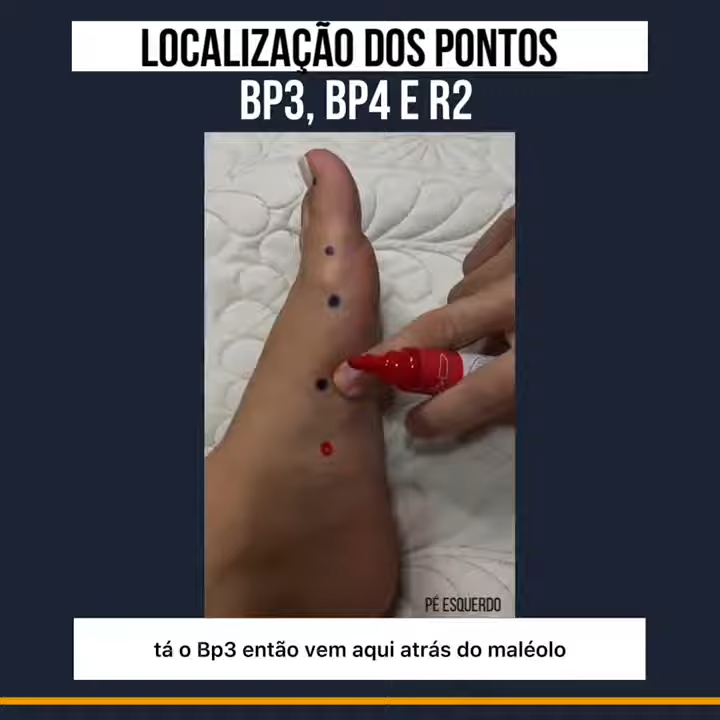 LOCALIZAÇÃO DOS PONTOS
BP3, BP4 E R2
PÉ ESQUERDO
tá o Bp3 então vem aqui atrás do maléolo